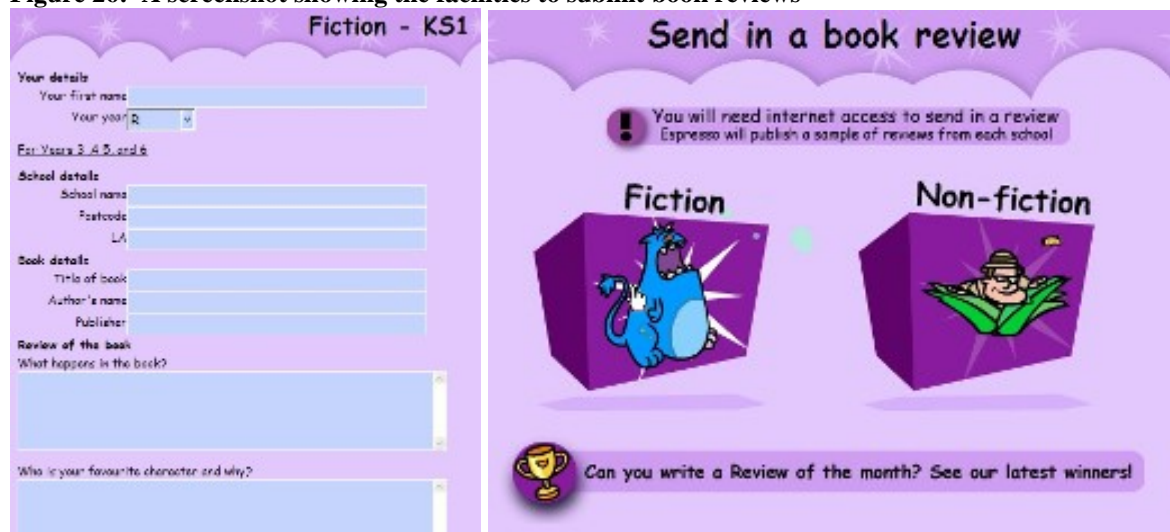 Figure 20: A screenshot showing the facilities to submit book reviews
Fiction - KS1
Your details
Your first name
Your year R
For Years 3 ,4 5, and 6
School details
School name
Postcode
LA
Book details
Title of book
Author's name
Publisher
Review of the book
What happens in the book?
Who is your favourite character and why?
Send in a book review
! You will need internet access to send in a review
Espresso will publish a sample of reviews from each school
Fiction
Non-fiction
Can you write a Review of the month? See our latest winners!